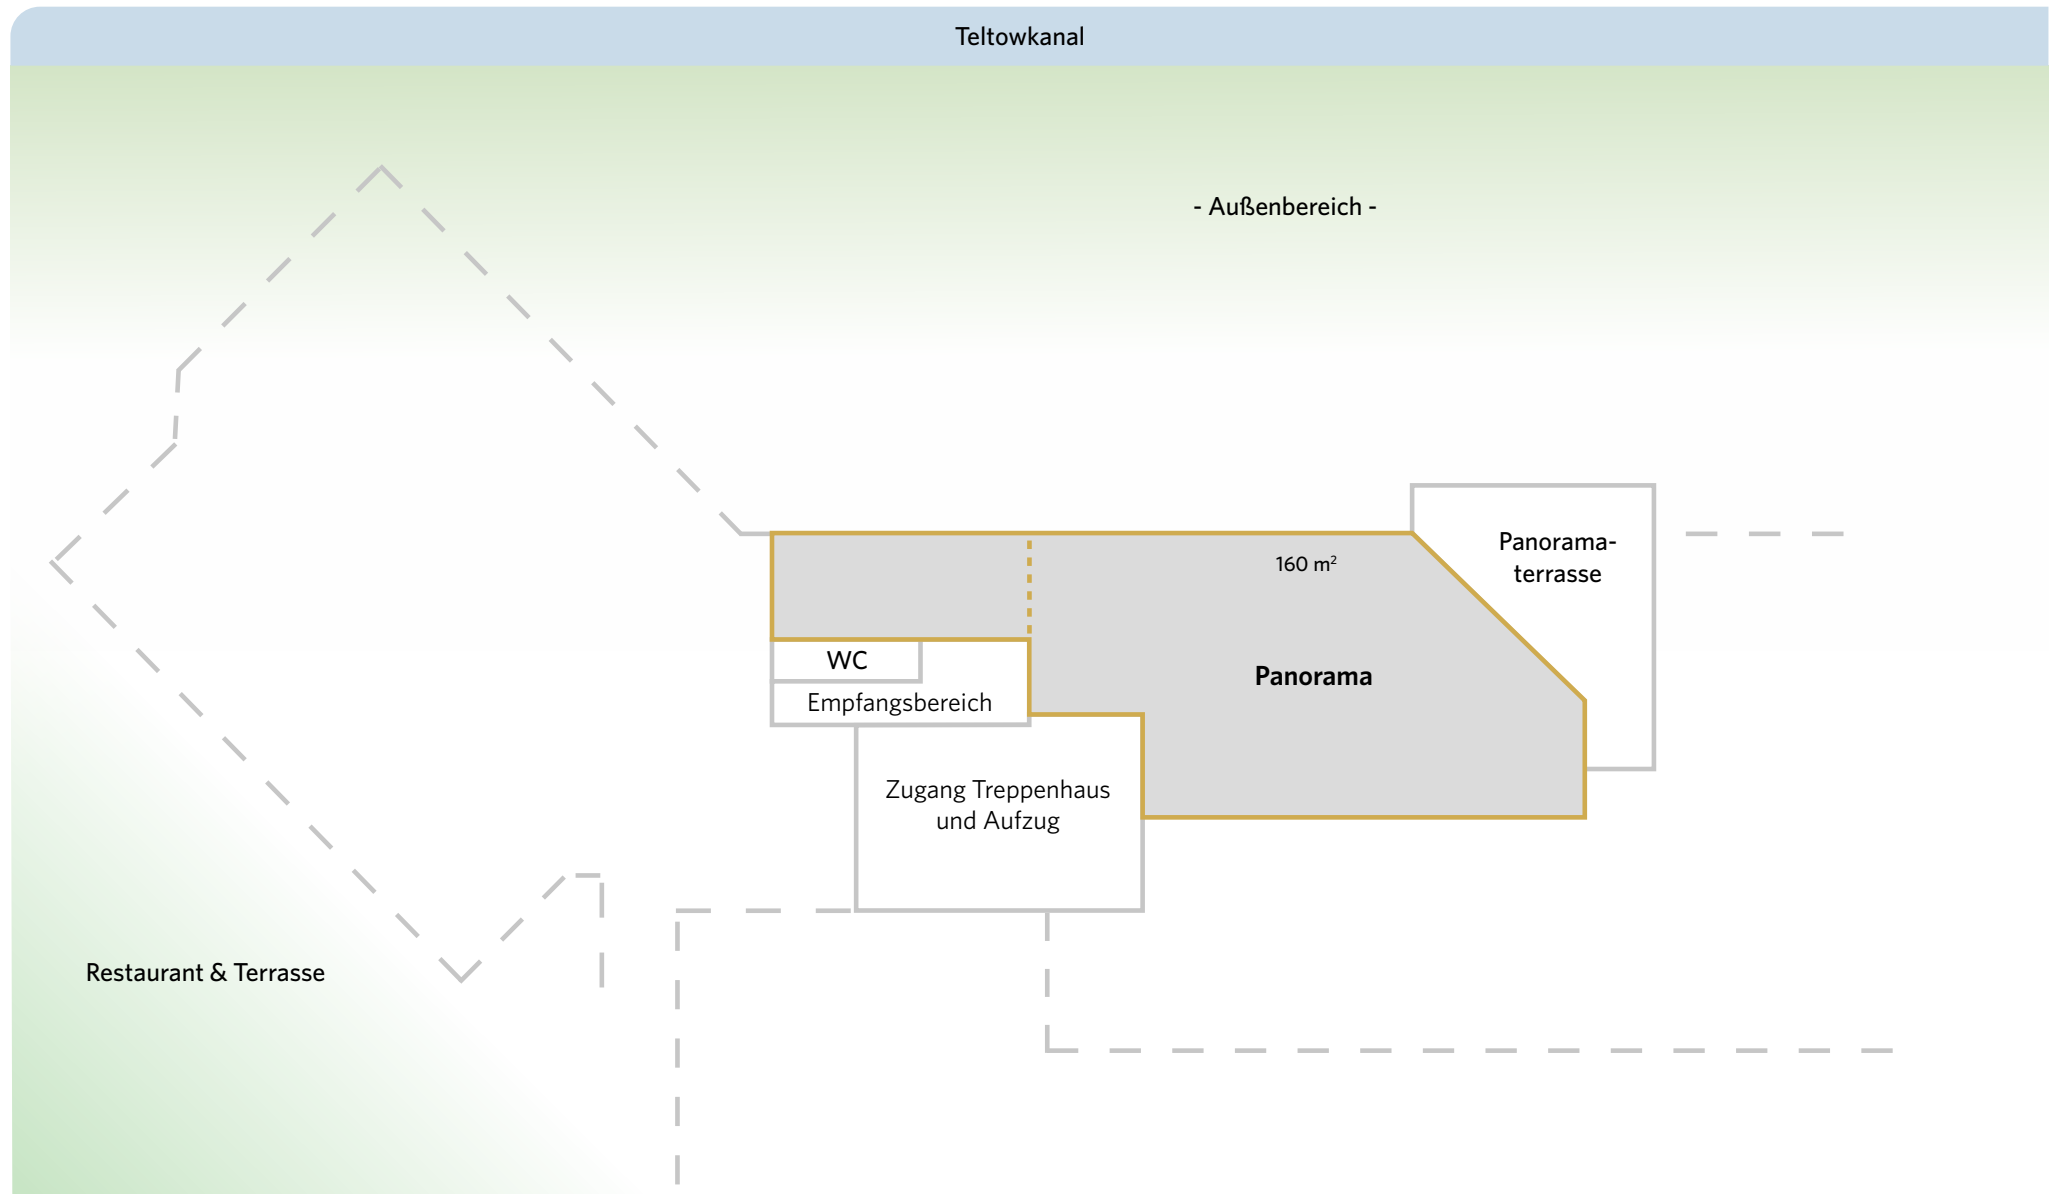 Teltowkanal
- Außenbereich -
Panorama-
terrasse
160 m²
WC
Panorama
Empfangsbereich
Zugang Treppenhaus
und Aufzug
Restaurant & Terrasse